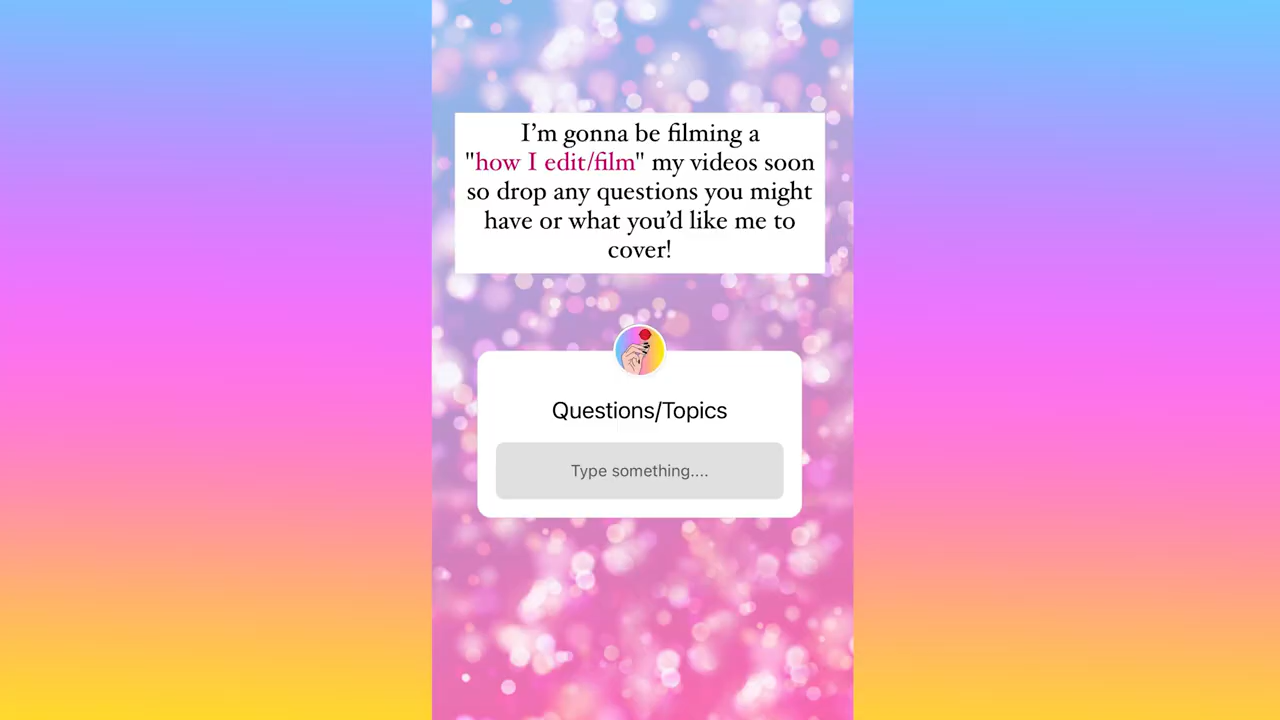 I’m gonna be filming a
"how I edit/film" my videos soon
so drop any questions you might
have or what you’d like me to
cover!
Questions/Topics
Type something....